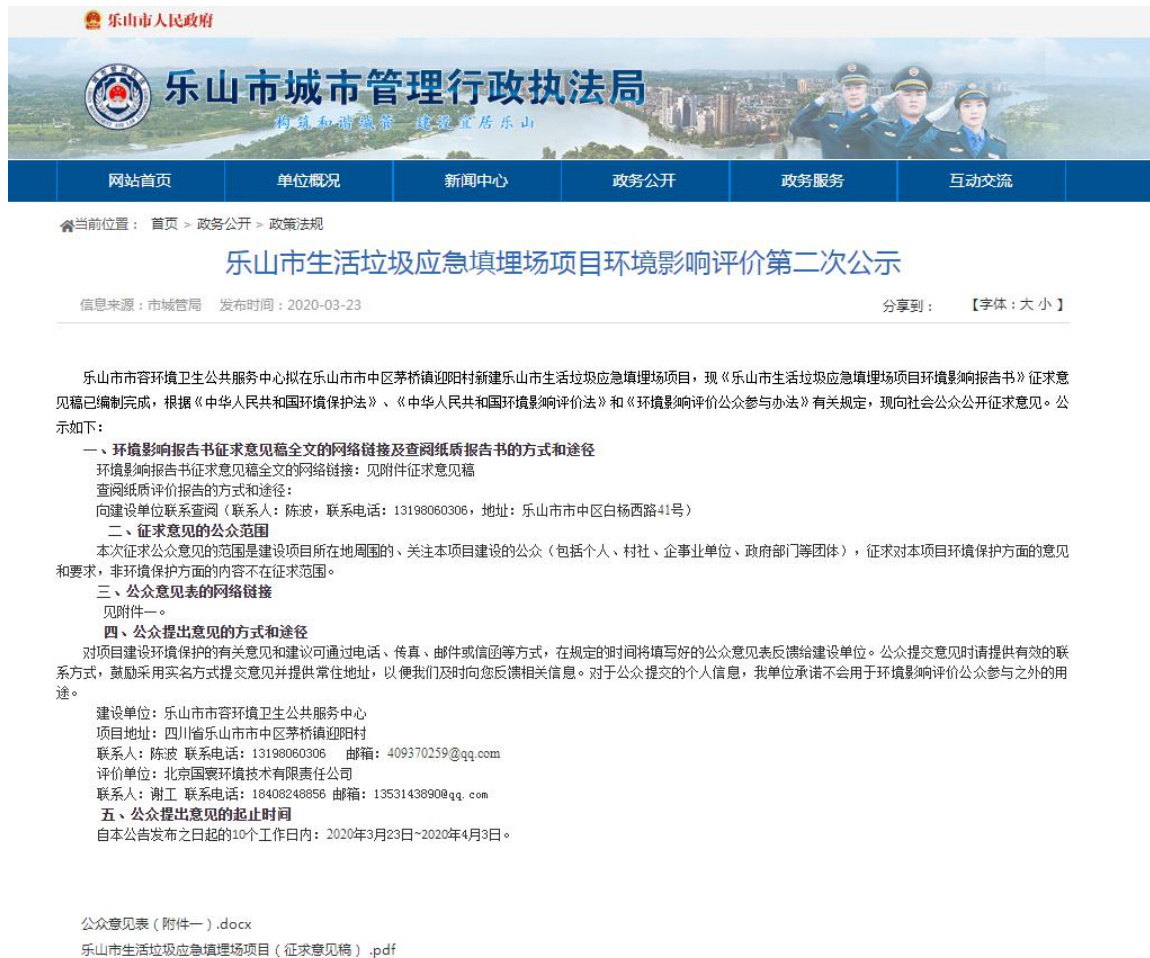 乐山市人民政府
乐山市城市管理行政执法局
构筑和谐城管 建设宜居乐山
网站首页 单位概况 新闻中心 政务公开 政务服务 互动交流
当前位置： 首页 > 政务公开 > 政策法规
乐山市生活垃圾应急填埋场项目环境影响评价第二次公示
信息来源：市城管局 发布时间：2020-03-23 分享到： 【字体：大 小 】
乐山市市容环境卫生公共服务中心拟在乐山市市中区茅桥镇迎阳村新建乐山市生活垃圾应急填埋场项目，现《乐山市生活垃圾应急填埋场项目环境影响报告书》征求意
见稿已编制完成，根据《中华人民共和国环境保护法》、《中华人民共和国环境影响评价法》和《环境影响评价公众参与办法》有关规定，现向社会公众公开征求意见。公
示如下：
一、环境影响报告书征求意见稿全文的网络链接及查阅纸质报告书的方式和途径
环境影响报告书征求意见稿全文的网络链接：见附件征求意见稿
查阅纸质评价报告的方式和途径：
向建设单位联系查阅（联系人：陈波，联系电话：13198060306，地址：乐山市市中区白杨西路41号）
二、征求意见的公众范围
本次征求公众意见的范围是建设项目所在地周围的、关注本项目建设的公众（包括个人、村社、企事业单位、政府部门等团体），征求对本项目环境保护方面的意见
和要求，非环境保护方面的内容不在征求范围。
三、公众意见表的网络链接
见附件一。
四、公众提出意见的方式和途径
对项目建设环境保护的有关意见和建议可通过电话、传真、邮件或信函等方式，在规定的时间将填写好的公众意见表反馈给建设单位。公众提交意见时请提供有效的联
系方式，鼓励采用实名方式提交意见并提供常住地址，以便我们及时向您反馈相关信息。对于公众提交的个人信息，我单位承诺不会用于环境影响评价公众参与之外的用
途。
建设单位：乐山市市容环境卫生公共服务中心
项目地址：四川省乐山市市中区茅桥镇迎阳村
联系人：陈波 联系电话：13198060306 邮箱：409370259@qq.com
评价单位：北京国寰环境技术有限责任公司
联系人：谢工 联系电话：18408248856 邮箱：1353143890@qq.com
五、公众提出意见的起止时间
自本公告发布之日起的10个工作日内：2020年3月23日~2020年4月3日。
公众意见表（附件一）.docx
乐山市生活垃圾应急填埋场项目（征求意见稿）.pdf